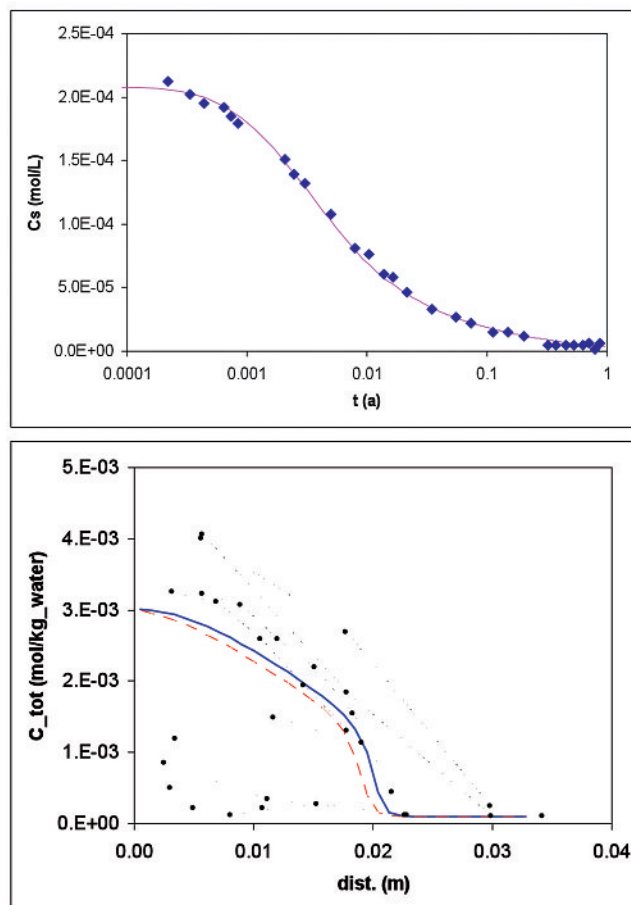 2.5E-04
2.0E-04
1.5E-04
1.0E-04
5.0E-05
0.0E+00
Cs (mol/L)
0.0001 0.001 0.01 0.1 1
t (a)
5.E-03
4.E-03
3.E-03
2.E-03
1.E-03
0.E+00
C_tot (mol/kg_water)
0.00 0.01 0.02 0.03 0.04
dist. (m)